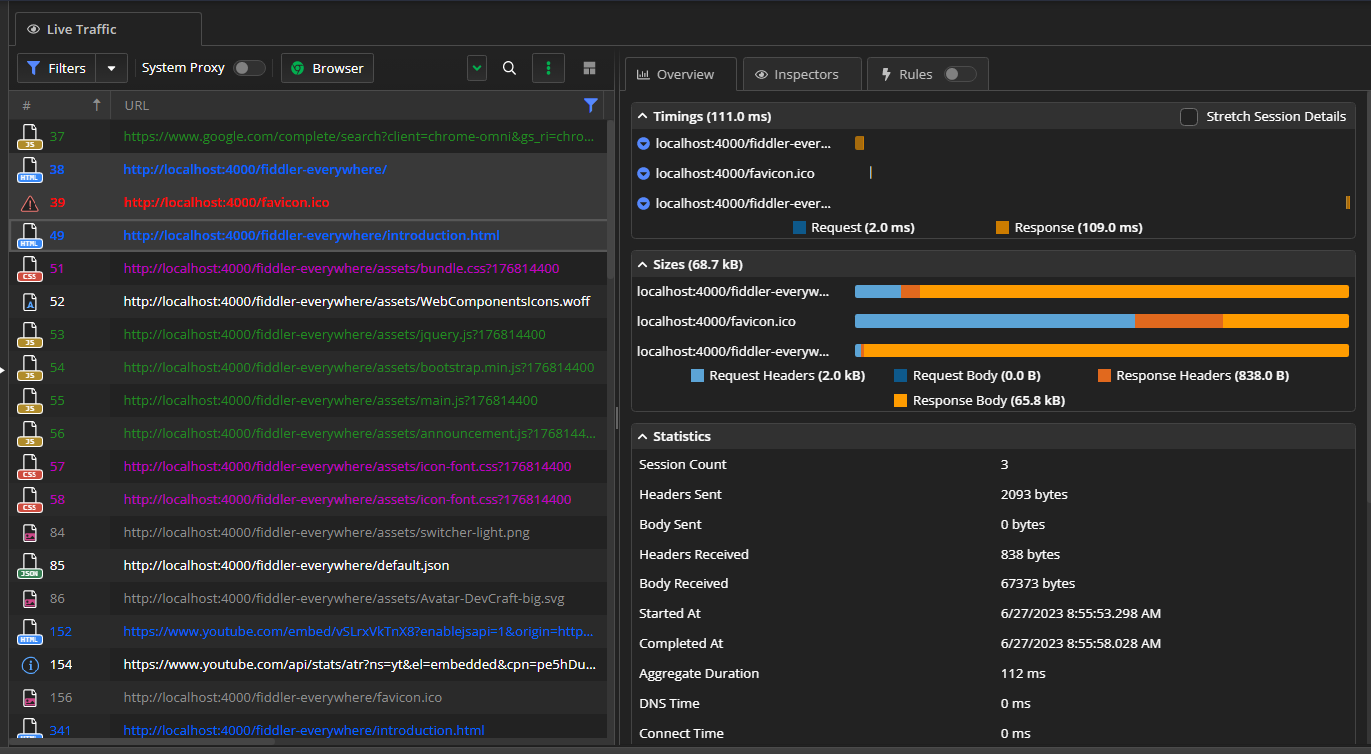 Live Traffic
Filters System Proxy Browser
# URL
JS 37 https://www.google.com/complete/search?client=chrome-omni&gs_ri=chro...
HTML 38 http://localhost:4000/fiddler-everywhere/
39 http://localhost:4000/favicon.ico
HTML 49 http://localhost:4000/fiddler-everywhere/introduction.html
CSS 51 http://localhost:4000/fiddler-everywhere/assets/bundle.css?176814400
A 52 http://localhost:4000/fiddler-everywhere/assets/WebComponentsIcons.woff
JS 53 http://localhost:4000/fiddler-everywhere/assets/jquery.js?176814400
JS 54 http://localhost:4000/fiddler-everywhere/assets/bootstrap.min.js?176814400
JS 55 http://localhost:4000/fiddler-everywhere/assets/main.js?176814400
JS 56 http://localhost:4000/fiddler-everywhere/assets/announcement.js?1768144...
CSS 57 http://localhost:4000/fiddler-everywhere/assets/icon-font.css?176814400
CSS 58 http://localhost:4000/fiddler-everywhere/assets/icon-font.css?176814400
84 http://localhost:4000/fiddler-everywhere/assets/switcher-light.png
JSON 85 http://localhost:4000/fiddler-everywhere/default.json
86 http://localhost:4000/fiddler-everywhere/assets/Avatar-DevCraft-big.svg
HTML 152 https://www.youtube.com/embed/vSLrxVkTnX8?enablejsapi=1&origin=http...
154 https://www.youtube.com/api/stats/atr?ns=yt&el=embedded&cpn=pe5hDu...
156 http://localhost:4000/fiddler-everywhere/favicon.ico
HTML 341 http://localhost:4000/fiddler-everywhere/introduction.html
Overview Inspectors Rules
Timings (111.0 ms) Stretch Session Details
localhost:4000/fiddler-ever...
localhost:4000/favicon.ico
localhost:4000/fiddler-ever...
Request (2.0 ms) Response (109.0 ms)
Sizes (68.7 kB)
localhost:4000/fiddler-everyw...
localhost:4000/favicon.ico
localhost:4000/fiddler-everyw...
Request Headers (2.0 kB) Request Body (0.0 B) Response Headers (838.0 B)
Response Body (65.8 kB)
Statistics
Session Count 3
Headers Sent 2093 bytes
Body Sent 0 bytes
Headers Received 838 bytes
Body Received 67373 bytes
Started At 6/27/2023 8:55:53.298 AM
Completed At 6/27/2023 8:55:58.028 AM
Aggregate Duration 112 ms
DNS Time 0 ms
Connect Time 0 ms